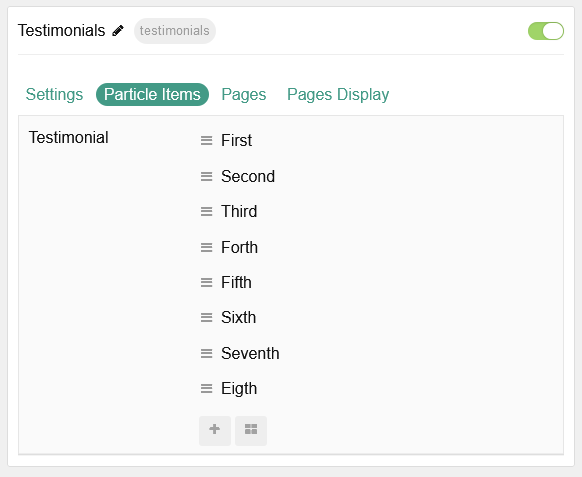 Testimonials testimonials
Settings Particle Items Pages Pages Display
Testimonial
First
Second
Third
Forth
Fifth
Sixth
Seventh
Eigth